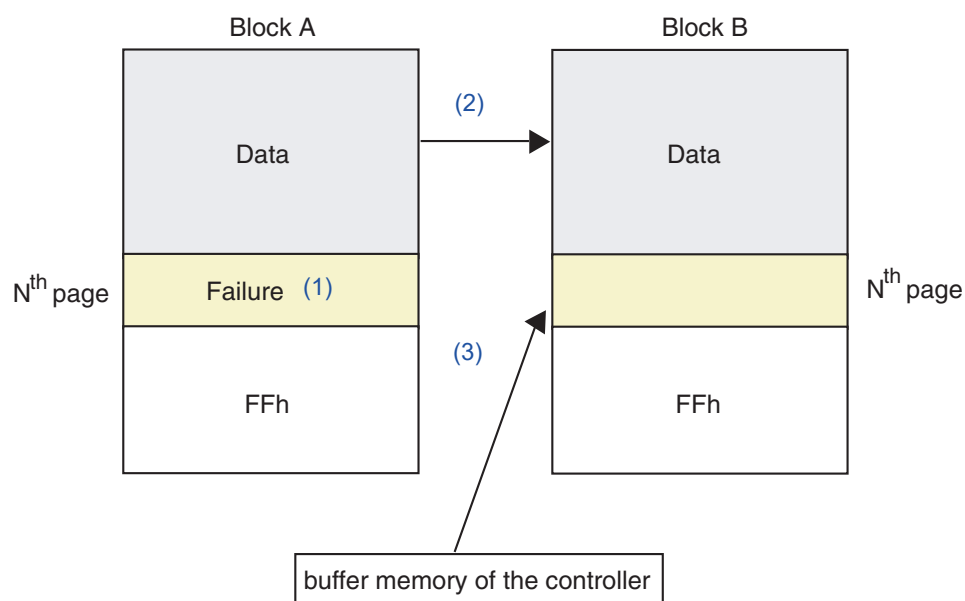 Block A
Block B
(2)
Data
Data
Nth page
Failure (1)
Nth page
(3)
FFh
FFh
buffer memory of the controller